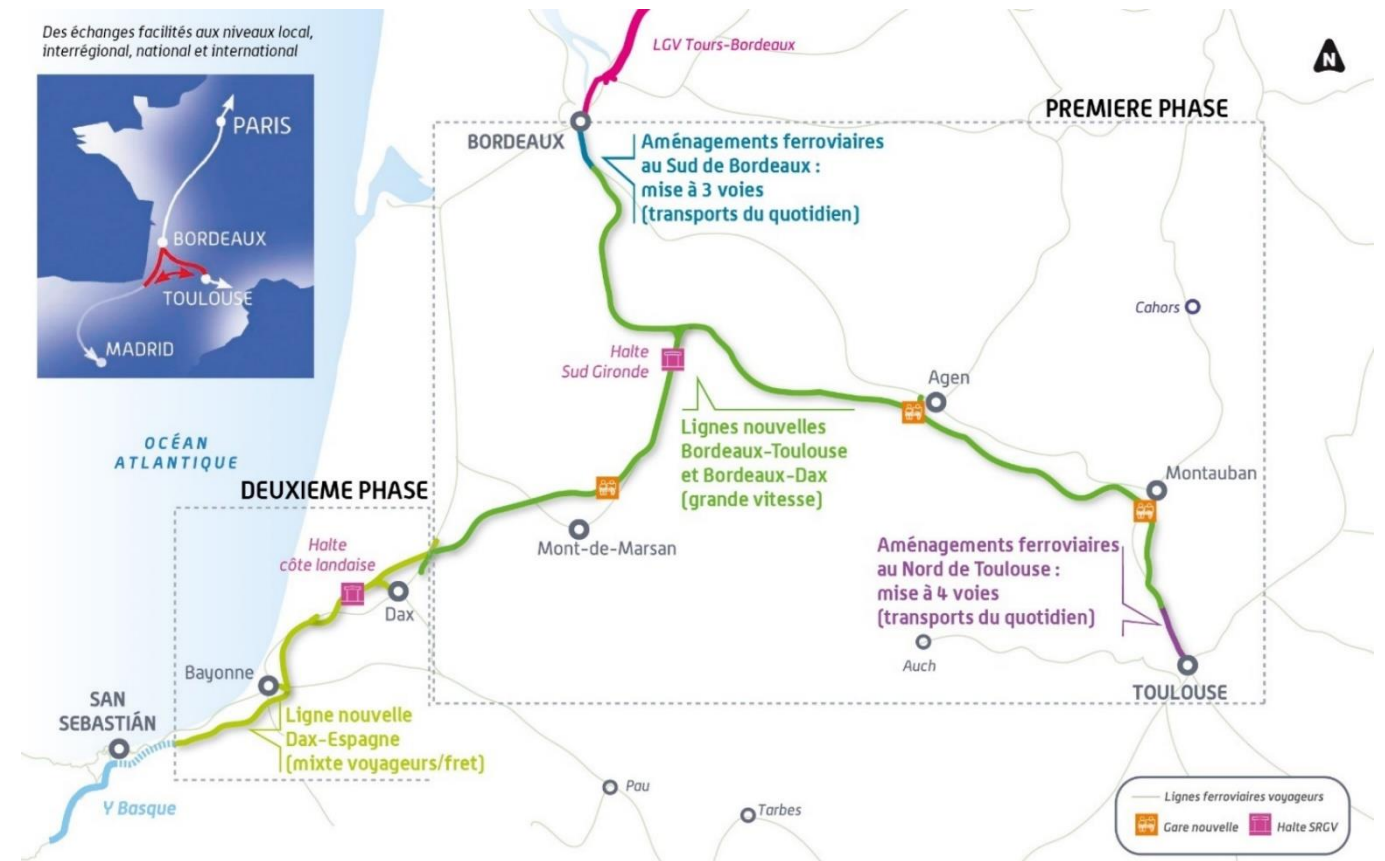 Des échanges facilités aux niveaux local,
interrégional, national et international
PARIS
BORDEAUX
TOULOUSE
MADRID
LGV Tours-Bordeaux
N
PREMIERE PHASE
BORDEAUX
Aménagements ferroviaires
au Sud de Bordeaux :
mise à 3 voies
(transports du quotidien)
Cahors
Halte
Sud Gironde
Agen
Lignes nouvelles
Bordeaux-Toulouse
et Bordeaux-Dax
(grande vitesse)
OCÉAN
ATLANTIQUE
Montauban
DEUXIEME PHASE
Mont-de-Marsan
Aménagements ferroviaires
au Nord de Toulouse :
mise à 4 voies
(transports du quotidien)
Halte
côte landaise
Dax
Auch
Bayonne
TOULOUSE
SAN
SEBASTIÁN
Ligne nouvelle
Dax-Espagne
(mixte voyageurs/fret)
Y Basque
Pau
Tarbes
Lignes ferroviaires voyageurs
Gare nouvelle
Halte SRGV